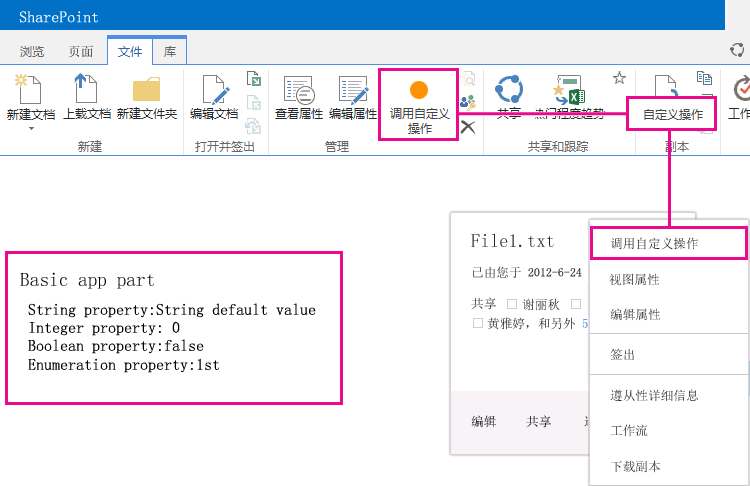 SharePoint
浏览 页面 文件 库
新建文档 上载文档 新建文件夹 编辑文档 查看属性 编辑属性 调用自定义操作 共享 热门程度趋势 自定义操作
新建 打开并签出 管理 共享和跟踪 副本
Basic app part
String property:String default value
Integer property: 0
Boolean property:false
Enumeration property:1st
File1.txt
已由您于 2012-6-24
共享 谢丽秋
黄雅婷，和另外 5
编辑 共享
调用自定义操作
视图属性
编辑属性
签出
遵从性详细信息
工作流
下载副本